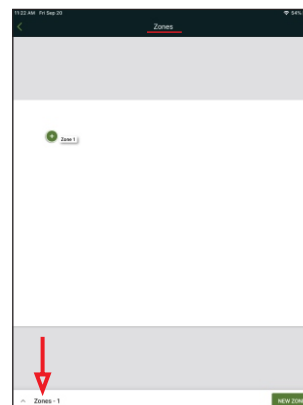 11:22 AM Fri Sep 20
54%
Zones
Zone 1
Zones - 1
NEW ZON